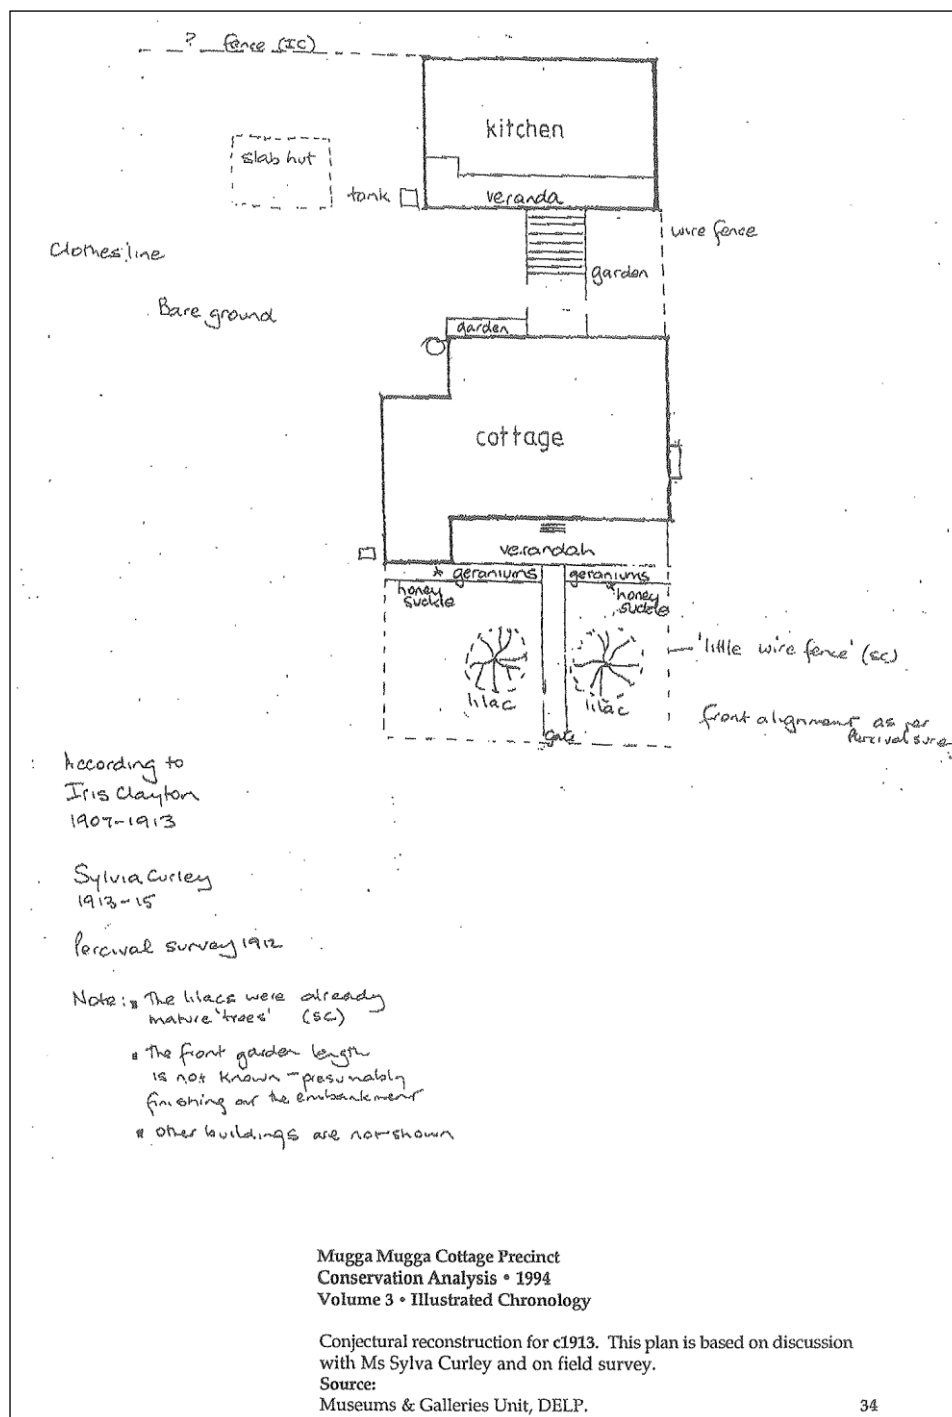 ? fence (IC)
kitchen
slab hut
tank
veranda
wire fence
Clothes line
garden
Bare ground
garden
cottage
verandah
* geraniums
geraniums
honey
suckle
* honey
suckle
'little wire fence' (SC)
lilac
lilac
front alignment as per
Percival sure
gate
According to
Iris Clayton
1907-1913
Sylvia Curley
1913-15
Percival survey 1912
Note: * The lilacs were already
mature 'trees' (SC)
* The front garden length
is not known - presumably
finishing at the embankment
* other buildings are not shown
Mugga Mugga Cottage Precinct
Conservation Analysis • 1994
Volume 3 • Illustrated Chronology
Conjectural reconstruction for c1913. This plan is based on discussion
with Ms Sylva Curley and on field survey.
Source:
Museums & Galleries Unit, DELP.
34